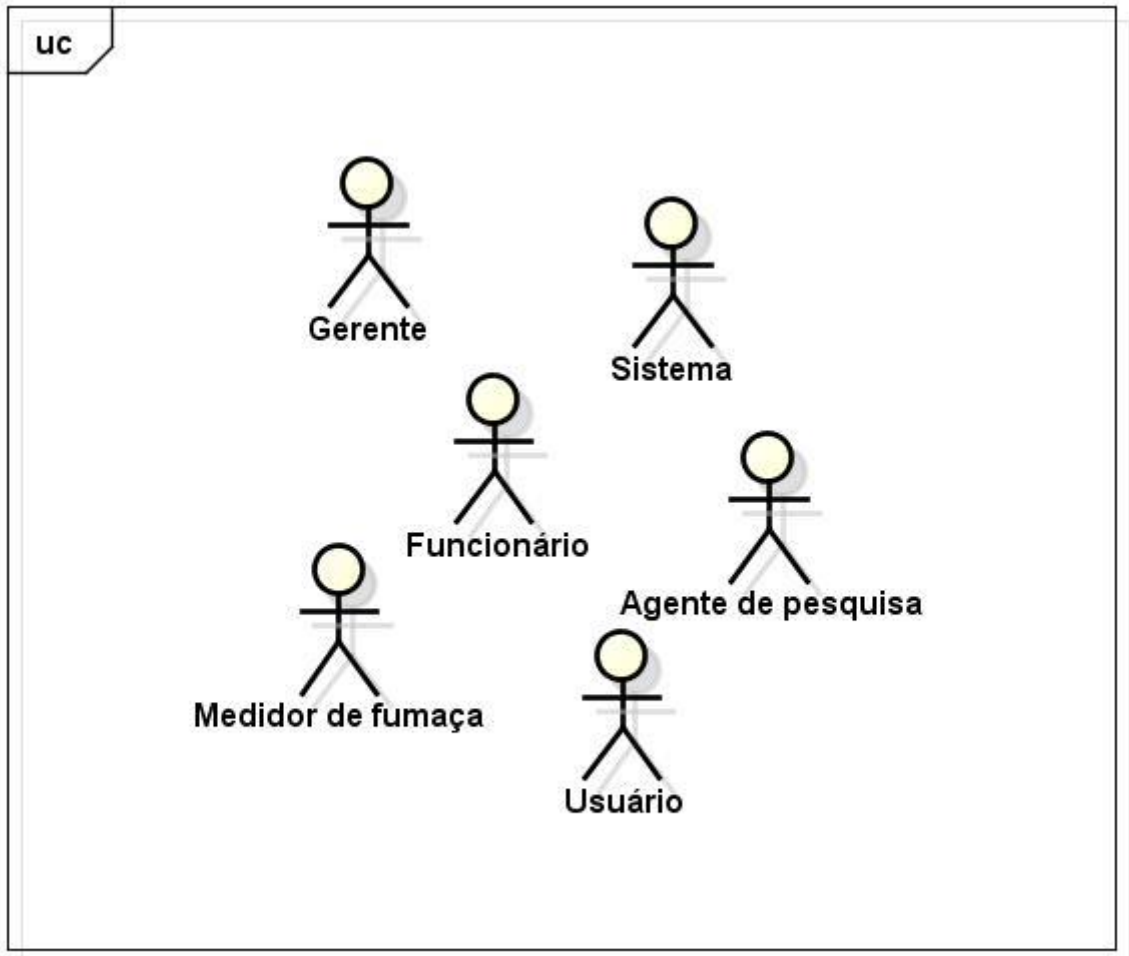 uc
Gerente
Sistema
Funcionário
Agente de pesquisa
Medidor de fumaça
Usuário